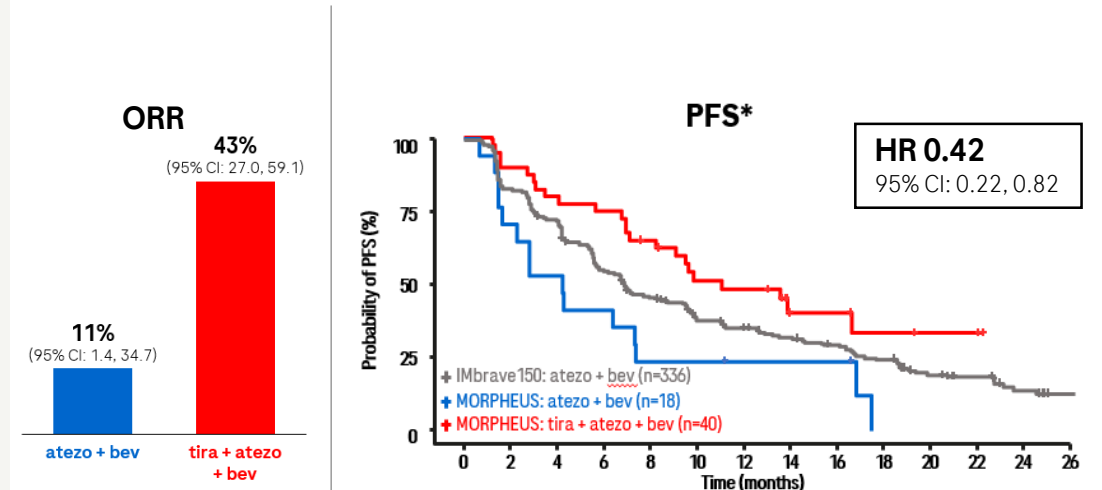 ORR
43%
(95% CI: 27.0, 59.1)
11%
(95% CI: 1.4, 34.7)
atezo + bev
tira + atezo
+ bev
PFS*
HR 0.42
95% CI: 0.22, 0.82
Probability of PFS (%)
100
75
50
25
0
IMbrave150: atezo + bev (n=336)
MORPHEUS: atezo + bev (n=18)
MORPHEUS: tira + atezo + bev (n=40)
0 2 4 6 8 10 12 14 16 18 20 22 24 26
Time (months)